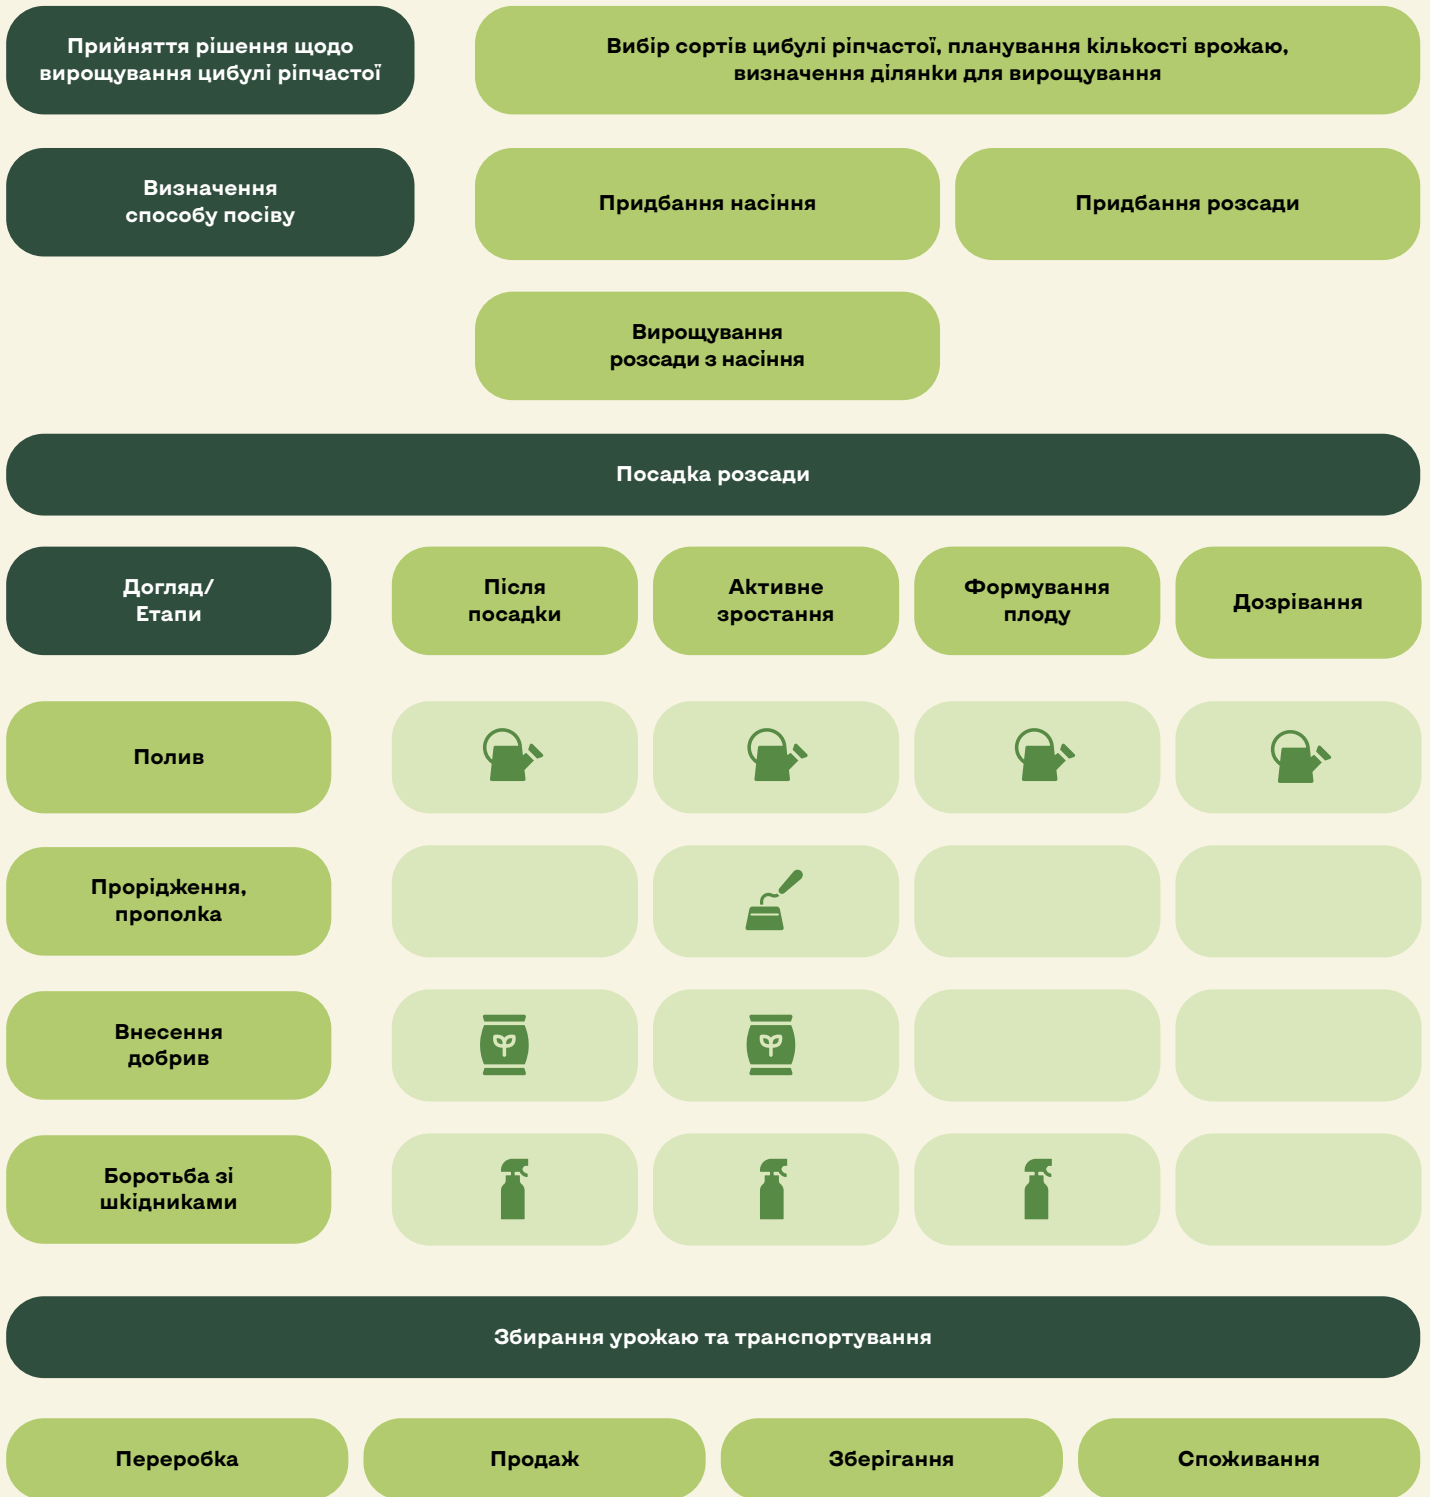 Прийняття рішення щодо
вирощування цибулі ріпчастої
Вибір сортів цибулі ріпчастої, планування кількості врожаю,
визначення ділянки для вирощування
Визначення
способу посіву
Придбання насіння
Придбання розсади
Вирощування
розсади з насіння
Посадка розсади
Догляд/
Етапи
Після
посадки
Активне
зростання
Формування
плоду
Дозрівання
Полив
Прорідження,
прополка
Внесення
добрив
Боротьба зі
шкідниками
Збирання урожаю та транспортування
Переробка
Продаж
Зберігання
Споживання